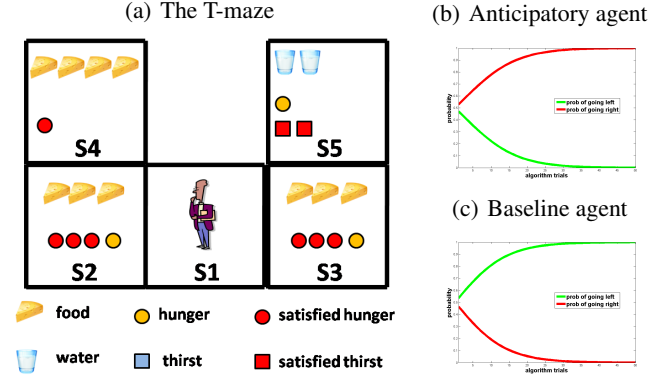 (a) The T-maze
S4
S5
S2
S1
S3
food
hunger
satisfied hunger
water
thirst
satisfied thirst
(b) Anticipatory agent
probability
prob of going left
prob of going right
algorithm trials
(c) Baseline agent
probability
prob of going left
prob of going right
algorithm trials